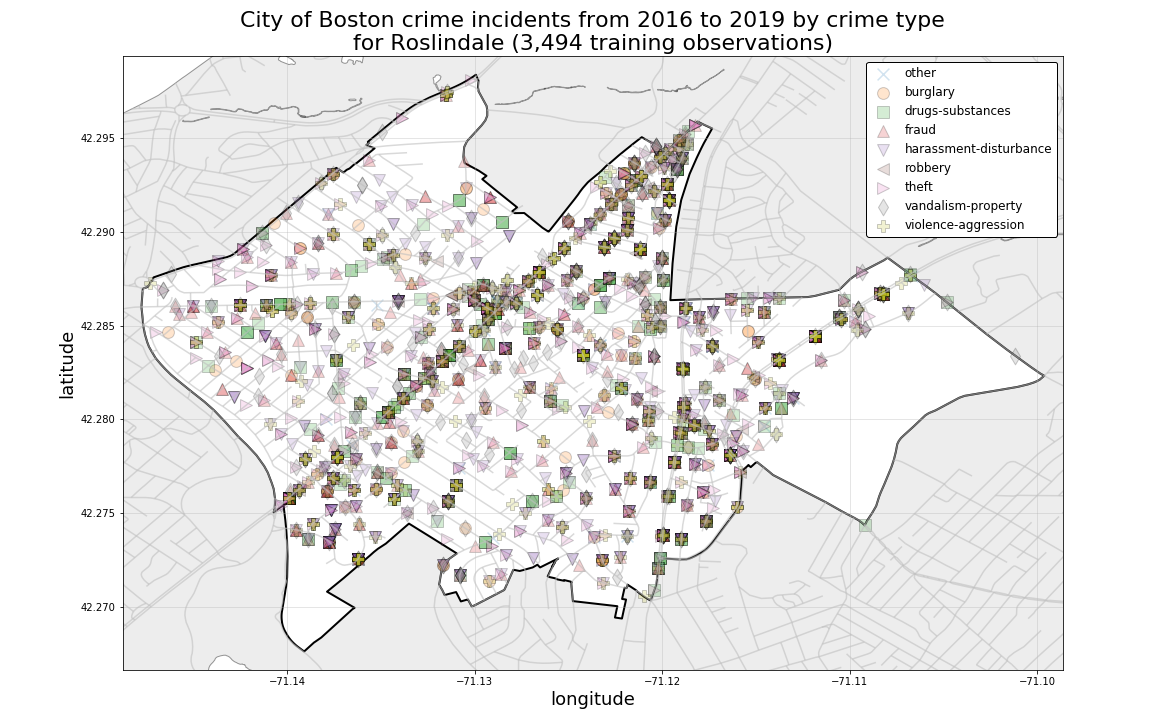 City of Boston crime incidents from 2016 to 2019 by crime type
for Roslindale (3,494 training observations)
other
burglary
drugs-substances
fraud
harassment-disturbance
robbery
theft
vandalism-property
violence-aggression
42.295
42.290
42.285
42.280
42.275
42.270
latitude
−71.14
−71.13
−71.12
−71.11
−71.10
longitude